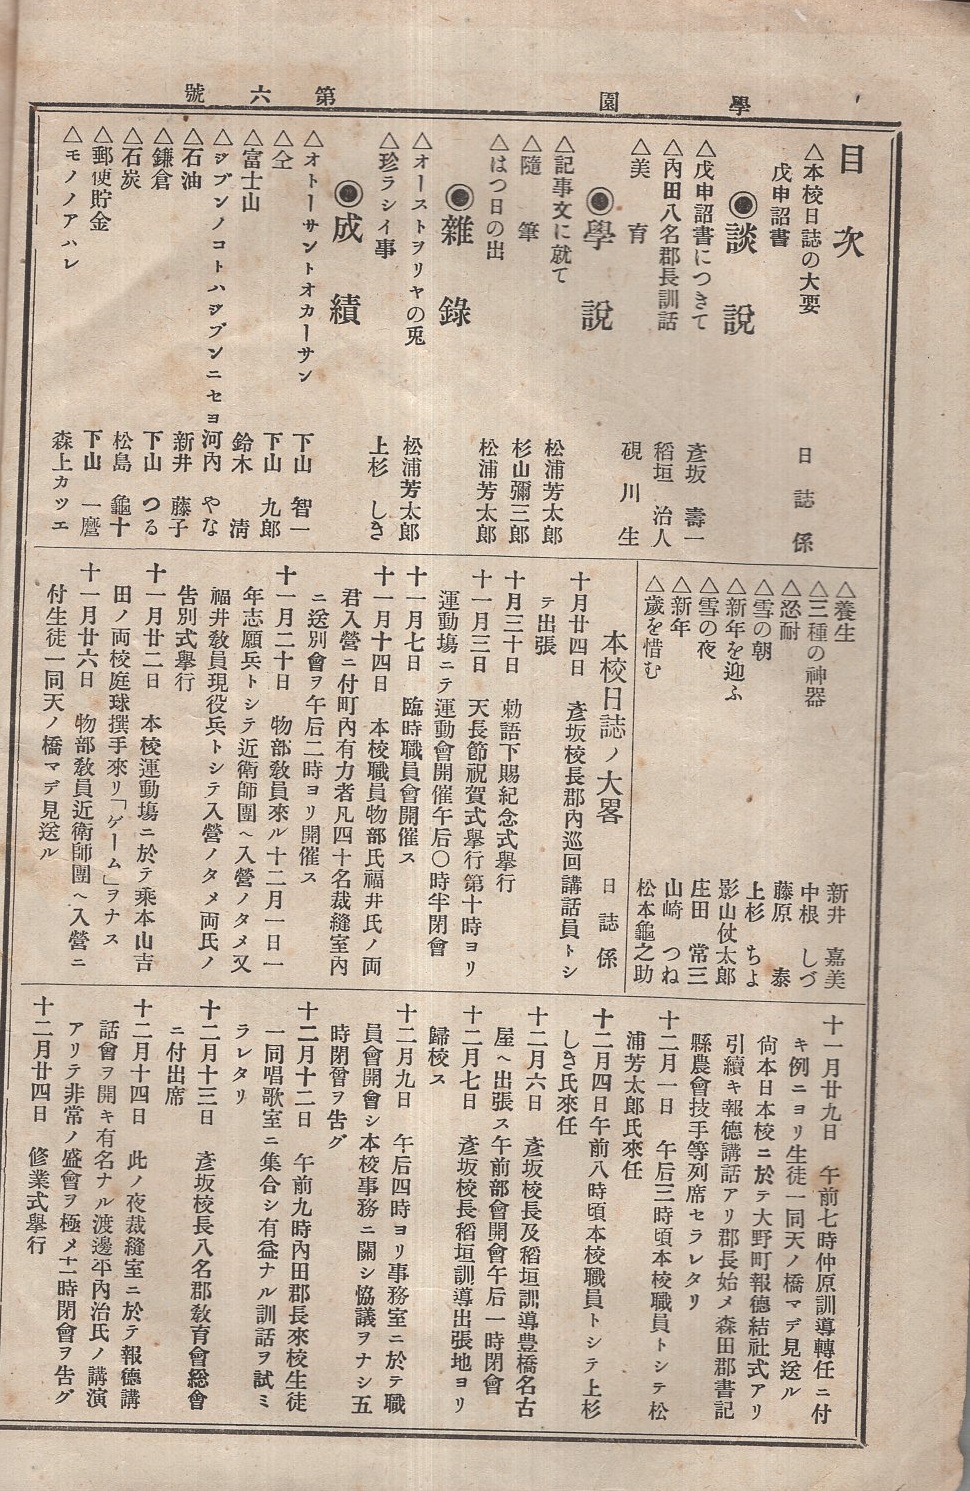 學園 第六號
目次
△本校日誌の大要 日誌係
戊申詔書
◉談說
△戊申詔書につきて 彥坂壽一
△內田八名郡長訓話 稻垣治人
△美育 硯川生
◉學說
△記事文に就て 松浦芳太郎
△隨筆 杉山彌三郎
△はつ日の出 松浦芳太郎
◉雜錄
△オーストヲリヤの兎 松浦芳太郎
△珍ラシイ事 上杉しき
◉成績
△オトーサントオカーサン 下山智一
△仝 下山九郎
△富士山 鈴木淸
△ジブンノコトハジブンニセヨ 河內やな
△石油 新井藤子
△鎌倉 下山つる
△石炭 松島龜十
△郵便貯金 下山一麿
△モノノアハレ 森上カツエ
△養生 新井嘉美
△三種の神器 中根しづ
△忍耐 藤原泰
△雪の朝 上杉ちよ
△新年を迎ふ 影山仗太郎
△雪の夜 庄田常三
△新年 山崎つね
△歲を惜む 松本龜之助
本校日誌ノ大畧 日誌係
十月廿四日 彥坂校長郡內巡回講話員トシ
テ出張
十月三十日 勅語下賜紀念式擧行
十一月三日 天長節祝賀式擧行第十時ヨリ
運動塲ニテ運動會開催午后〇時半閉會
十一月七日 臨時職員會開催ス
十一月十四日 本校職員物部氏福井氏ノ両
君入營ニ付町內有力者凡四十名裁縫室內
ニ送別會ヲ午后二時ヨリ開催ス
十一月二十日 物部敎員來ル十二月一日一
年志願兵トシテ近衛師團ヘ入營ノタメ又
福井敎員現役兵トシテ入營ノタメ両氏ノ
告別式擧行
十一月廿二日 本校運動塲ニ於テ乘本山吉
田ノ両校庭球撰手來リ「ゲーム」ヲナス
十一月廿六日 物部敎員近衛師團ヘ入營ニ
付生徒一同天ノ橋マデ見送ル
十一月廿九日 午前七時仲原訓導轉任ニ付
キ例ニヨリ生徒一同天ノ橋マデ見送ル
尙本日本校ニ於テ大野町報德結社式アリ
引續キ報德講話アリ郡長始メ森田郡書記
縣農會技手等列席セラレタリ
十二月一日 午后三時頃本校職員トシテ松
浦芳太郎氏來任
十二月四日午前八時頃本校職員トシテ上杉
しき氏來任
十二月六日 彥坂校長及稻垣訓導豊橋名古
屋ヘ出張ス午前部會開會午后一時閉會
十二月七日 彥坂校長稻垣訓導出張地ヨリ
歸校ス
十二月九日 午后四時ヨリ事務室ニ於テ職
員會開會シ本校事務ニ關シ恊議ヲナシ五
時閉會ヲ吿グ
十二月十二日 午前九時內田郡長來校生徒
一同唱歌室ニ集合シ有益ナル訓話ヲ試ミ
ラレタリ
十二月十三日 彥坂校長八名郡敎育會総會
ニ付出席
十二月十四日 此ノ夜裁縫室ニ於テ報德講
話會ヲ開キ有名ナル渡邊平內治氏ノ講演
アリテ非常ノ盛會ヲ極メ十一時閉會ヲ吿グ
十二月廿四日 修業式擧行